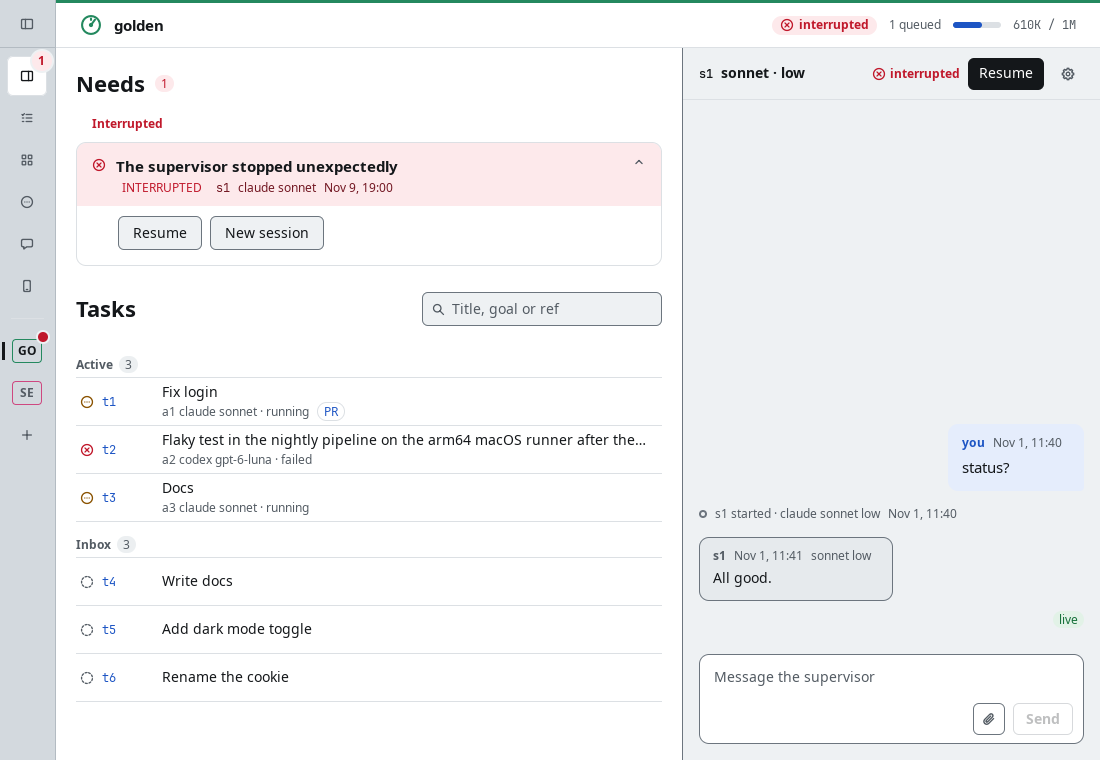 golden
interrupted
1 queued
610K / 1M
1
GO
SE
Needs 1
Interrupted
The supervisor stopped unexpectedly
INTERRUPTED s1 claude sonnet Nov 9, 19:00
Resume
New session
Tasks
Title, goal or ref
Active 3
t1 Fix login
a1 claude sonnet · running PR
t2 Flaky test in the nightly pipeline on the arm64 macOS runner after the…
a2 codex gpt-6-luna · failed
t3 Docs
a3 claude sonnet · running
Inbox 3
t4 Write docs
t5 Add dark mode toggle
t6 Rename the cookie
s1 sonnet · low
interrupted
Resume
you Nov 1, 11:40
status?
s1 started · claude sonnet low Nov 1, 11:40
s1 Nov 1, 11:41 sonnet low
All good.
live
Message the supervisor
Send